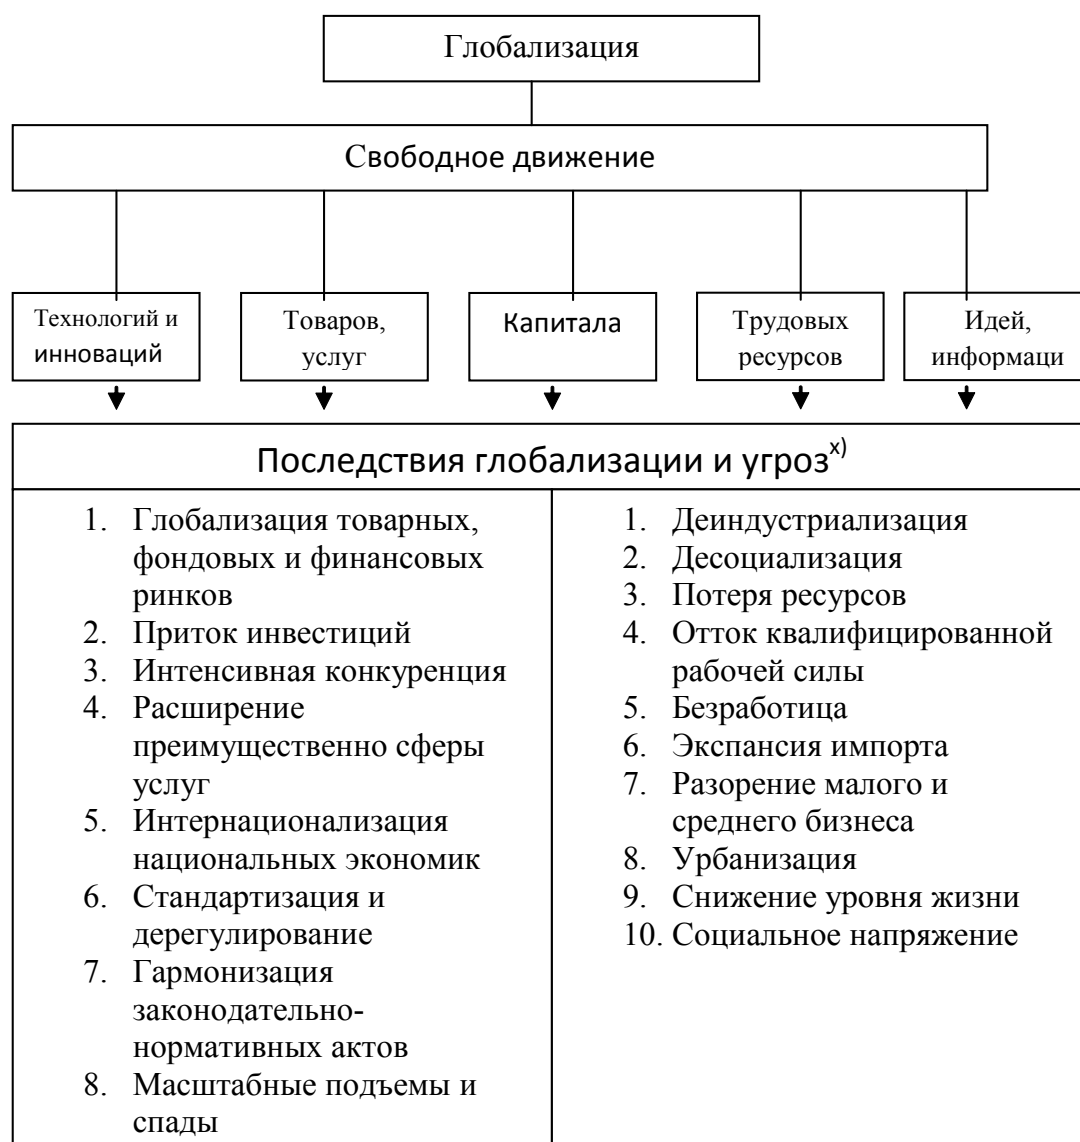 Глобализация
Свободное движение
Технологий и
инноваций
Товаров,
услуг
Капитала
Трудовых
ресурсов
Идей,
информаци
Последствия глобализации и угроз^х)
1. Глобализация товарных,
фондовых и финансовых
ринков
2. Приток инвестиций
3. Интенсивная конкуренция
4. Расширение
преимущественно сферы
услуг
5. Интернационализация
национальных экономик
6. Стандартизация и
дерегулирование
7. Гармонизация
законодательно-
нормативных актов
8. Масштабные подъемы и
спады
1. Деиндустриализация
2. Десоциализация
3. Потеря ресурсов
4. Отток квалифицированной
рабочей силы
5. Безработица
6. Экспансия импорта
7. Разорение малого и
среднего бизнеса
8. Урбанизация
9. Снижение уровня жизни
10. Социальное напряжение